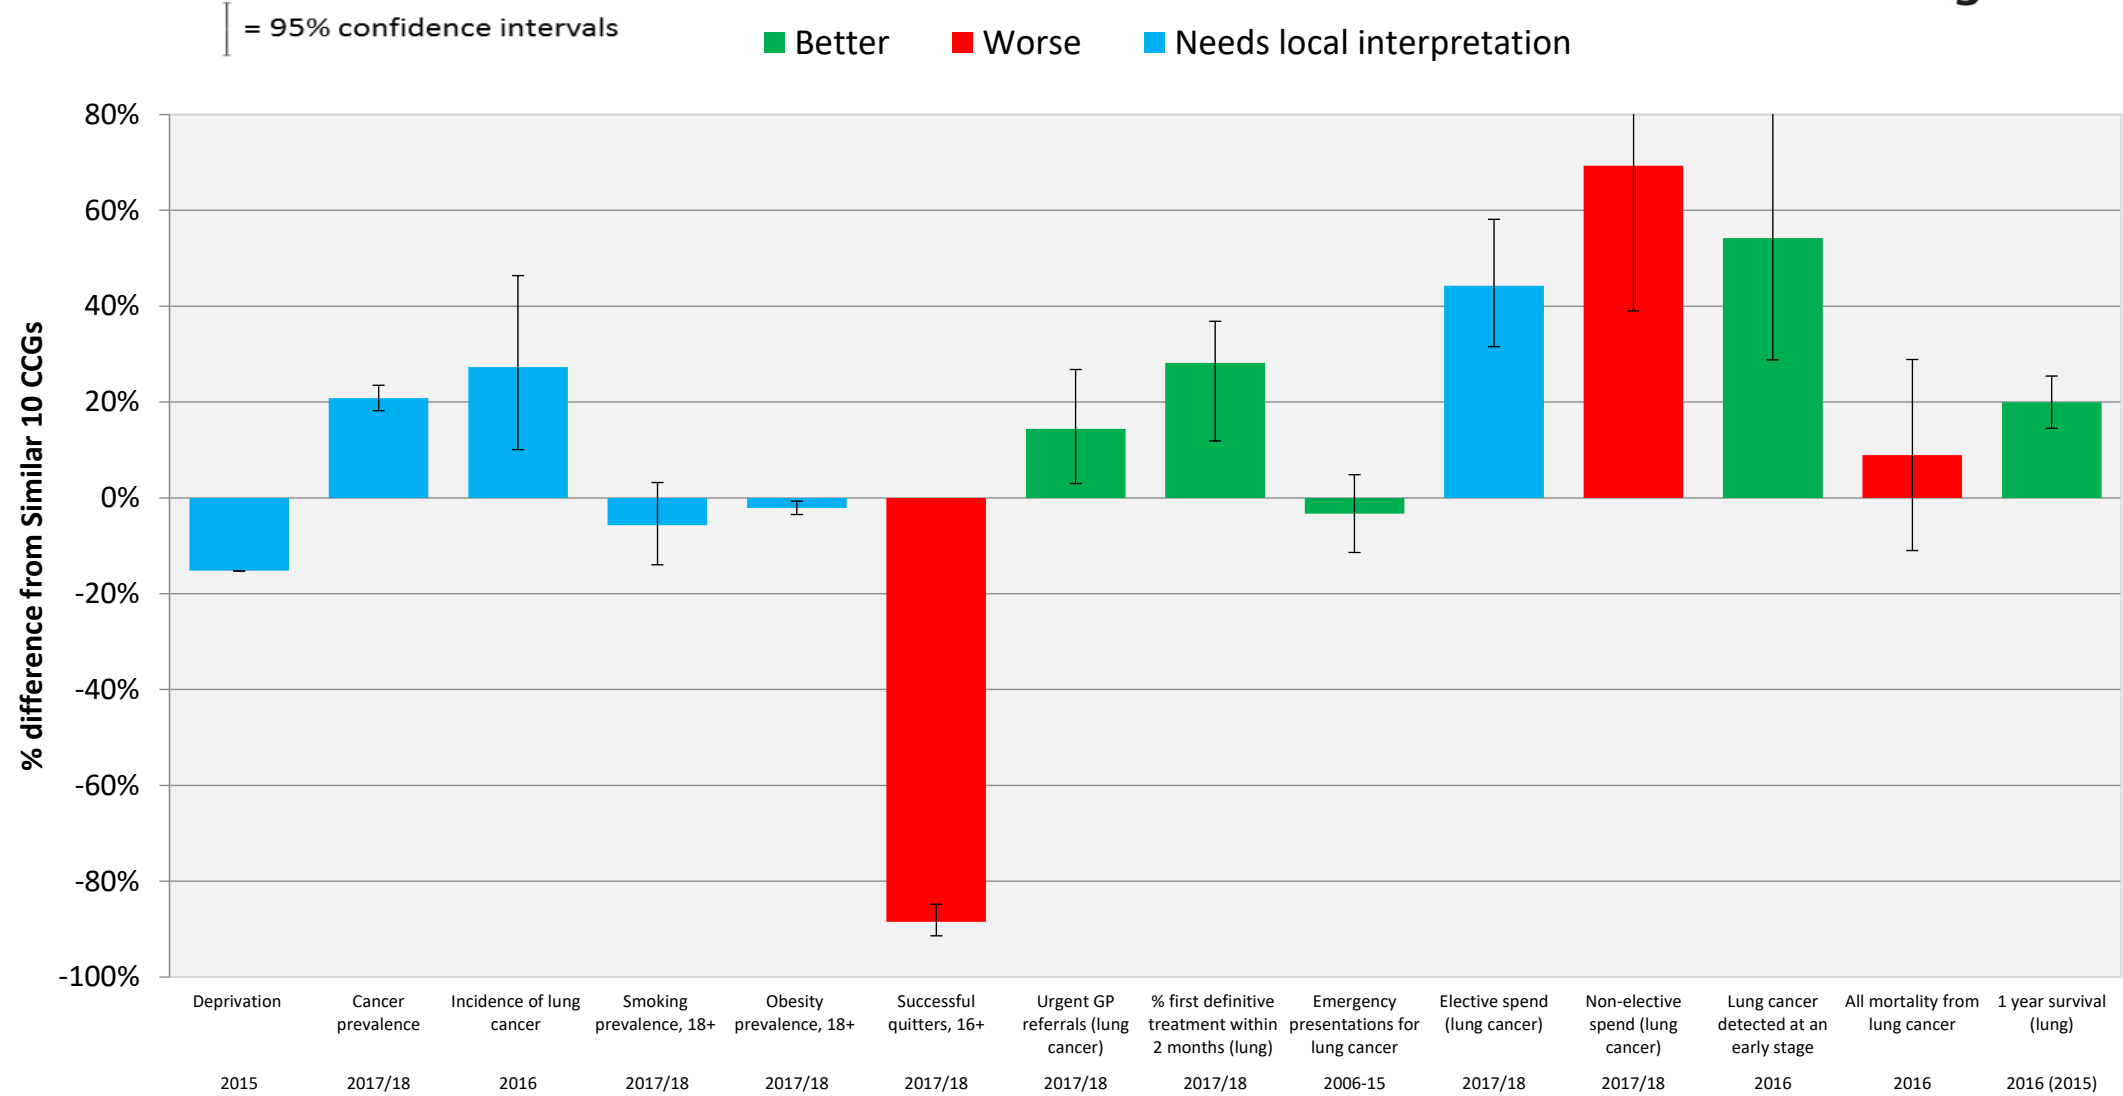 = 95% confidence intervals
Better
Worse
Needs local interpretation
% difference from Similar 10 CCGs
80%
60%
40%
20%
0%
-20%
-40%
-60%
-80%
-100%
Deprivation
2015
Cancer
prevalence
2017/18
Incidence of lung
cancer
2016
Smoking
prevalence, 18+
2017/18
Obesity
prevalence, 18+
2017/18
Successful
quitters, 16+
2017/18
Urgent GP
referrals (lung
cancer)
2017/18
% first definitive
treatment within
2 months (lung)
2017/18
Emergency
presentations for
lung cancer
2006-15
Elective spend
(lung cancer)
2017/18
Non-elective
spend (lung
cancer)
2017/18
Lung cancer
detected at an
early stage
2016
All mortality from
lung cancer
2016
1 year survival
(lung)
2016 (2015)